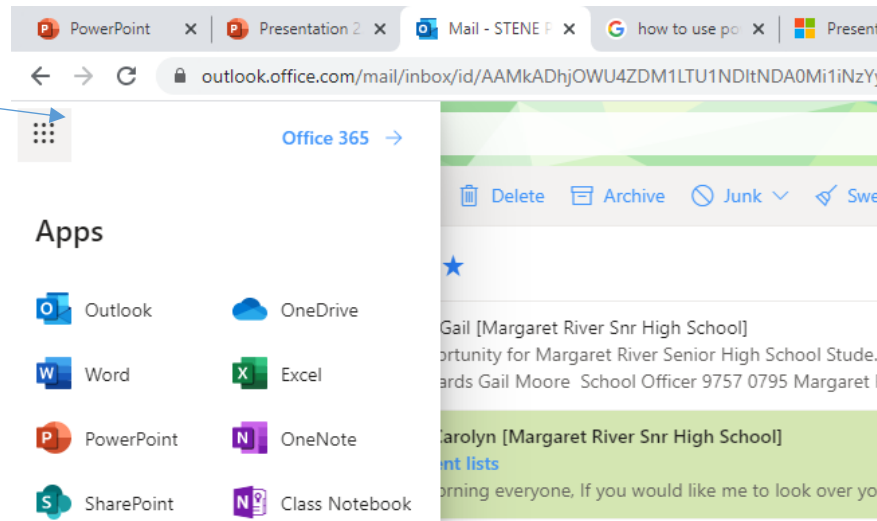 PowerPoint
Presentation 2
Mail - STENE P
how to use po
Present
outlook.office.com/mail/inbox/id/AAMkADhjOWU4ZDM1LTU1NDItNDA0Mi1iNzYy
Office 365
Delete Archive Junk Swe
Apps
Outlook OneDrive
Word Excel
PowerPoint OneNote
SharePoint Class Notebook
Gail [Margaret River Snr High School]
ortunity for Margaret River Senior High School Stude.
ards Gail Moore School Officer 9757 0795 Margaret
Carolyn [Margaret River Snr High School]
ent lists
orning everyone, If you would like me to look over yo